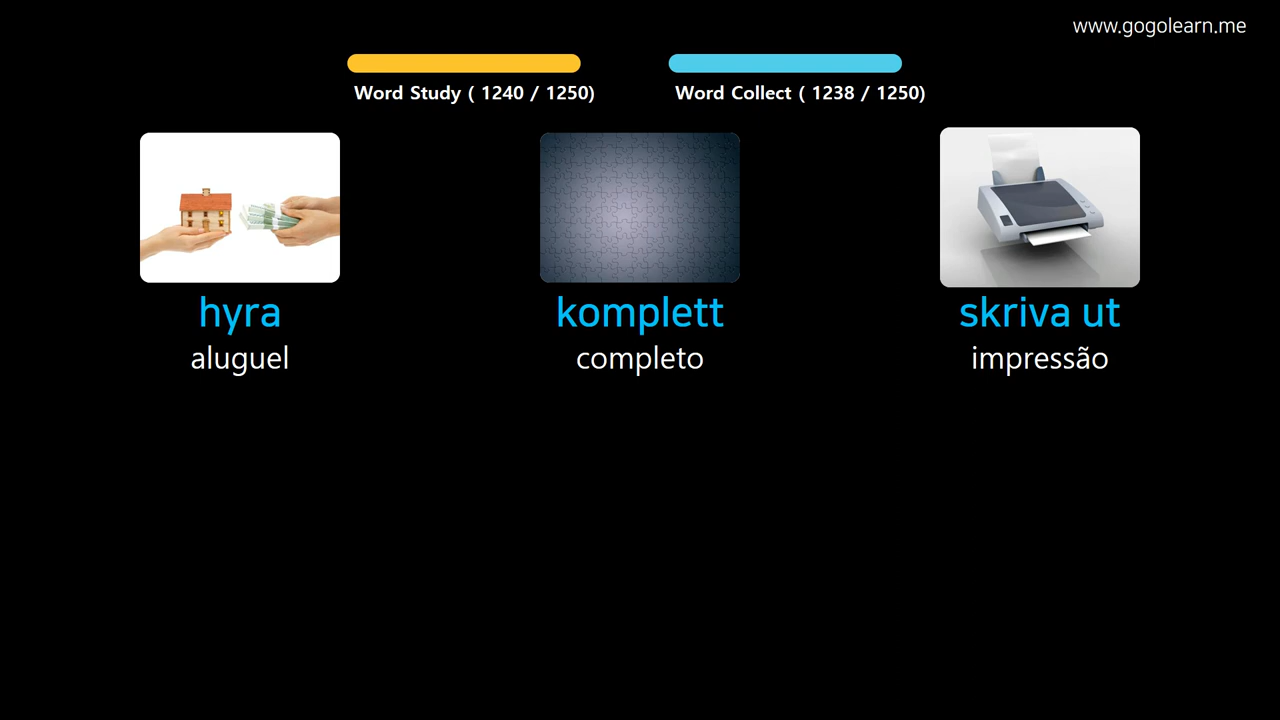 www.gogolearn.me
Word Study ( 1240 / 1250)
Word Collect ( 1238 / 1250)
hyra
komplett
skriva ut
aluguel
completo
impressão